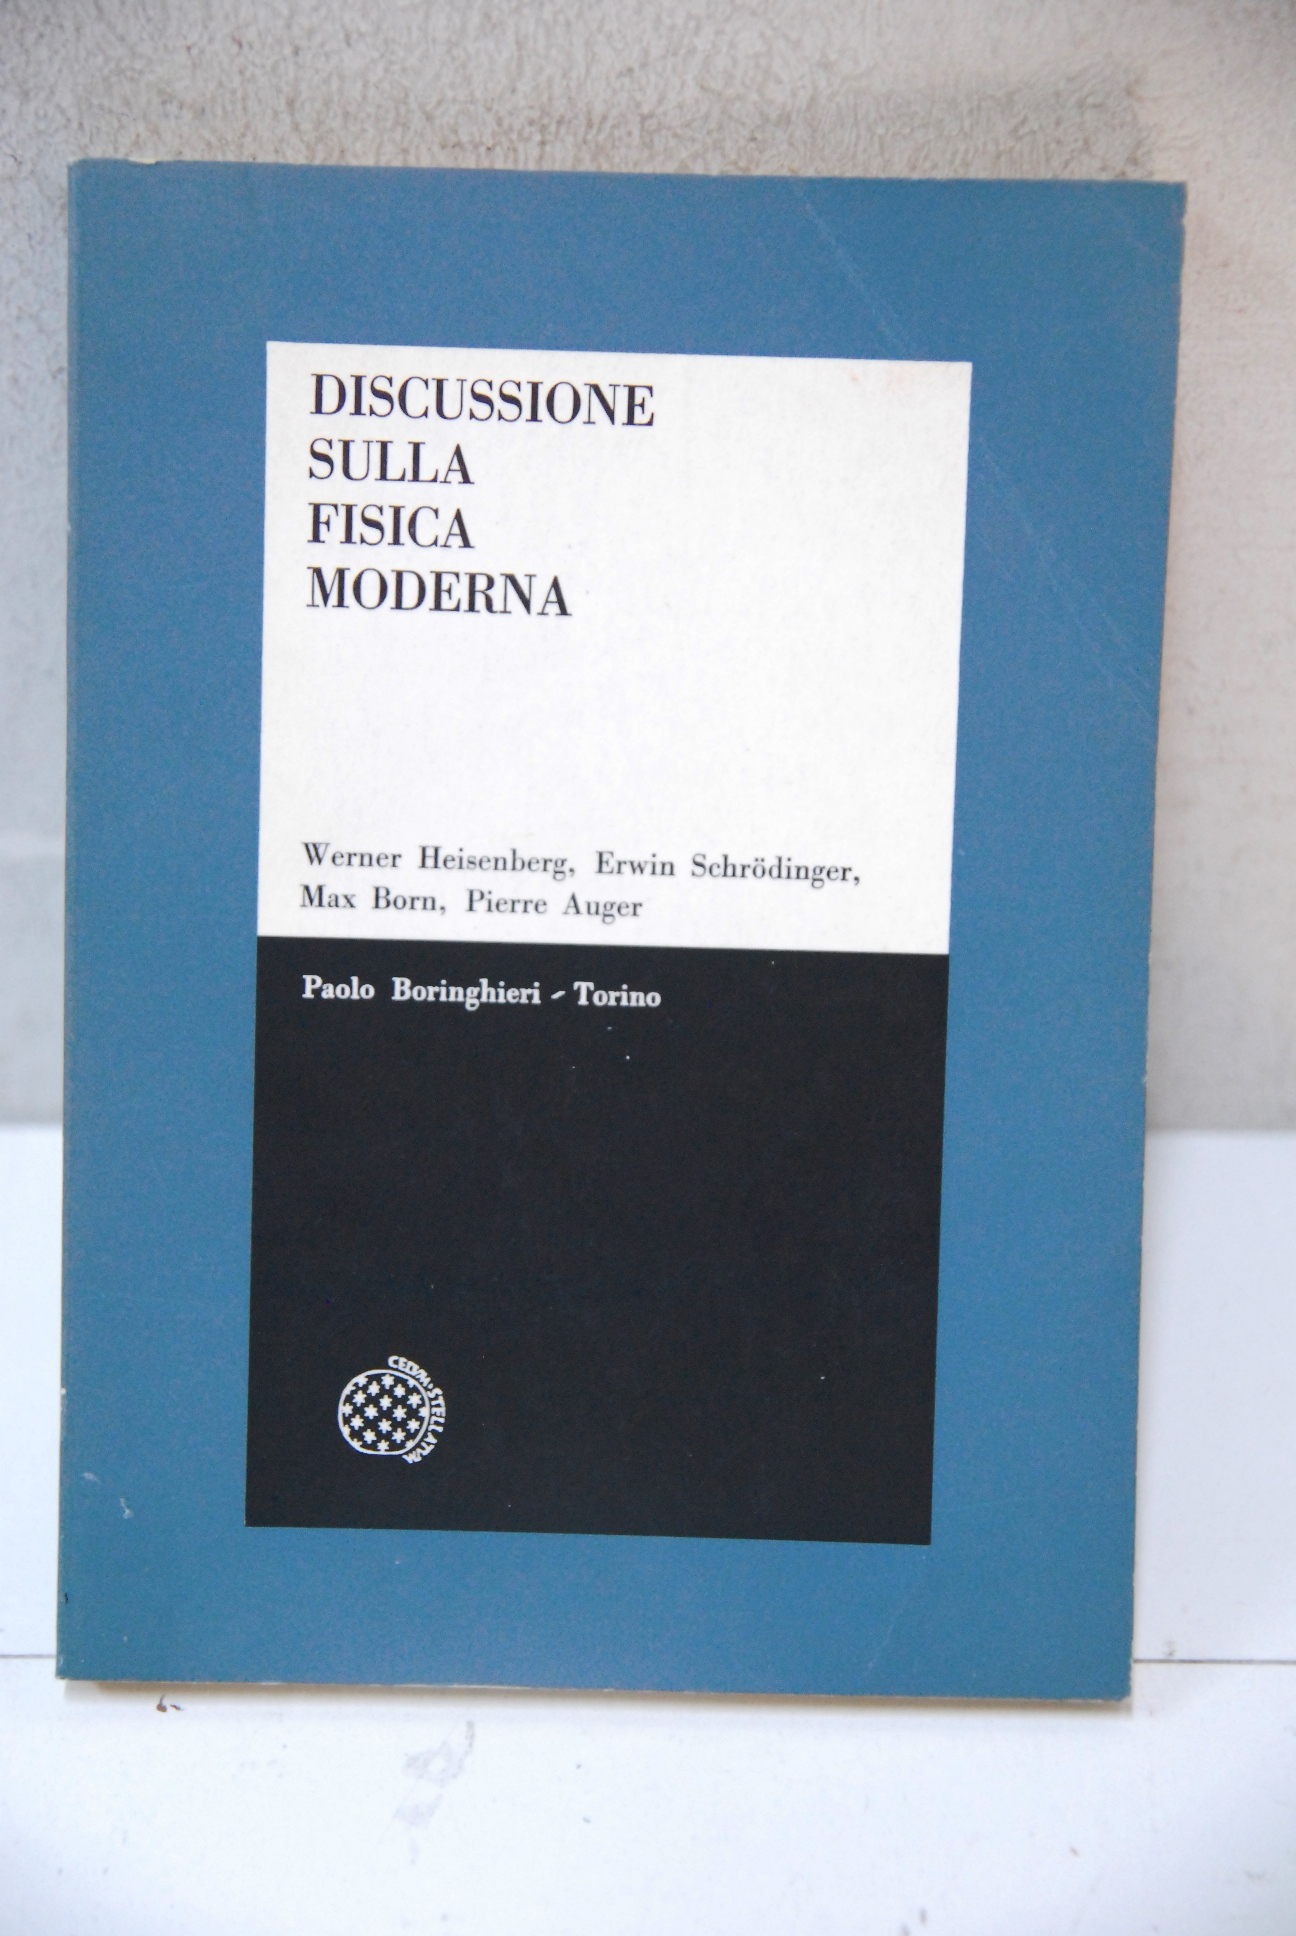 DISCUSSIONE
SULLA
FISICA
MODERNA
Werner Heisenberg, Erwin Schrödinger,
Max Born, Pierre Auger
Paolo Boringhieri - Torino
CELVM·STELLATVM